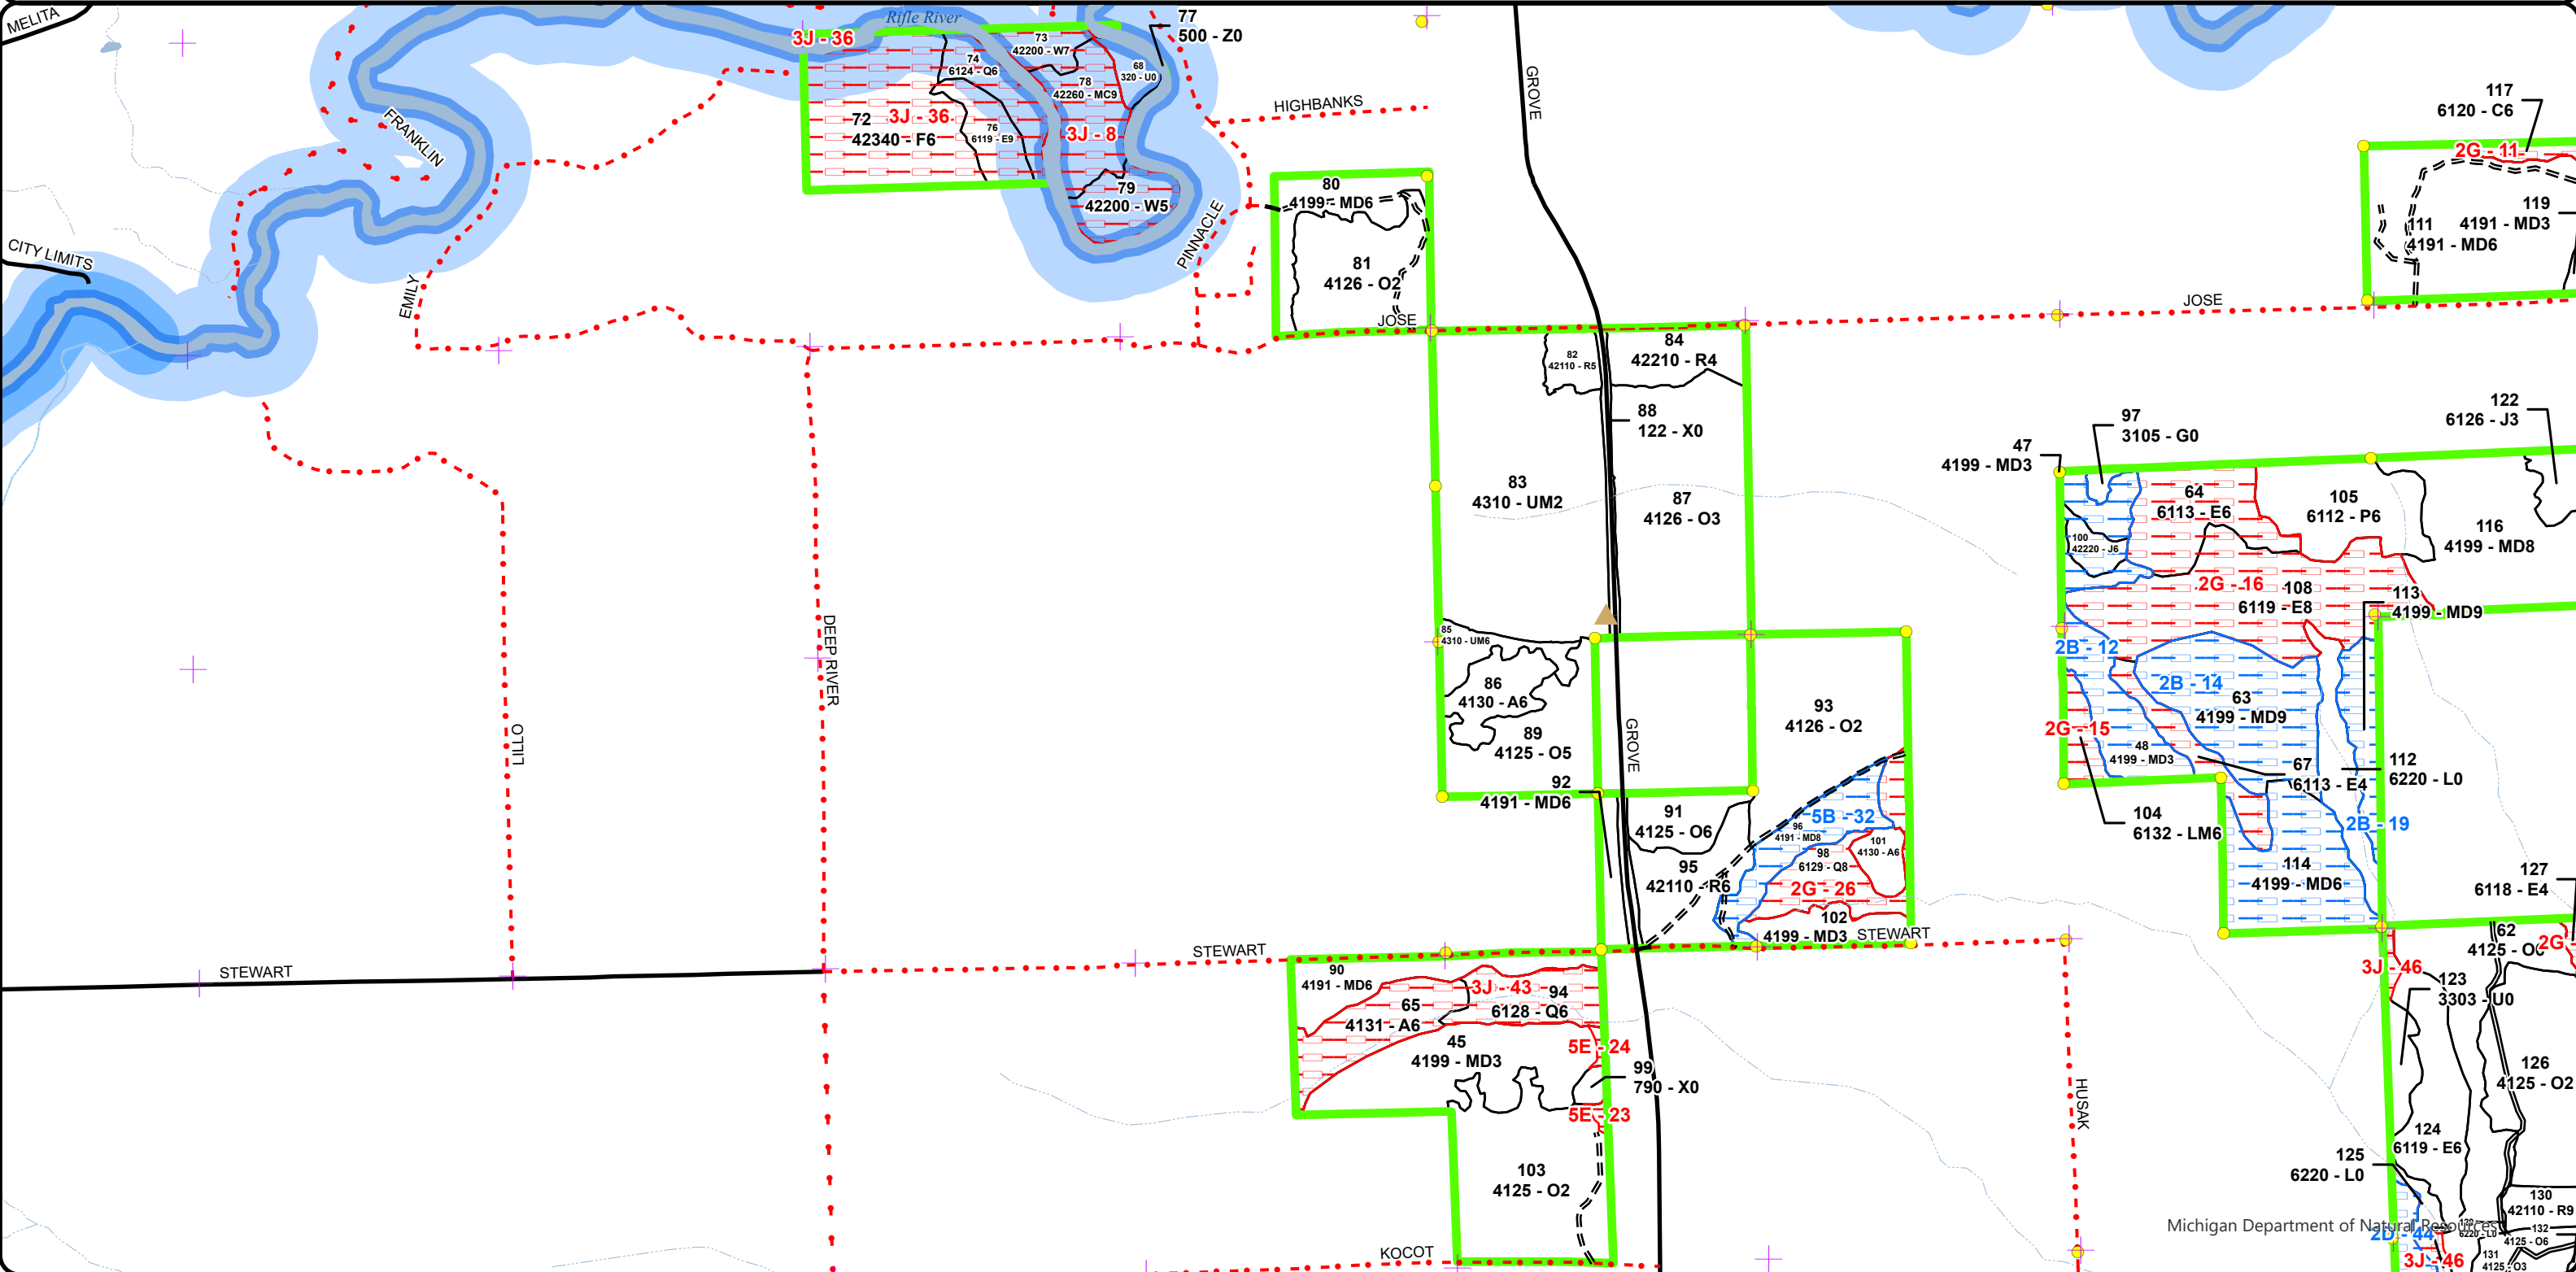 MELITA
Rifle River
77
500 - Z0
3J - 36
73
42200 - W7
74
6124 - Q6
68
320 - U0
78
42260 - MC9
GROVE
HIGHBANKS
117
6120 - C6
FRANKLIN
72
3J - 36
42340 - F6
76
6119 - E9
3J - 8
2G - 11
79
42200 - W5
80
4199 - MD6
119
4191 - MD3
111
4191 - MD6
PINNACLE
CITY LIMITS
81
4126 - O2
EMILY
JOSE
JOSE
84
42210 - R4
82
42110 - R5
88
122 - X0
122
6126 - J3
97
3105 - G0
47
4199 - MD3
83
4310 - UM2
87
4126 - O3
64
6113 - E6
105
6112 - P6
116
4199 - MD8
100
42220 - J6
2G - 16
108
6119 - E8
113
4199 - MD9
DEEP RIVER
85
4310 - UM6
2B - 12
86
4130 - A6
2B - 14
63
4199 - MD9
93
4126 - O2
OLLI
GROVE
89
4125 - O5
2G - 15
48
4199 - MD3
67
6113 - E4
112
6220 - L0
92
4191 - MD6
91
4125 - O6
5B - 32
96
4191 - MD8
104
6132 - LM6
2B - 19
101
4130 - A6
98
6129 - Q8
95
42110 - R6
2G - 26
114
4199 - MD6
127
6118 - E4
102
4199 - MD3
STEWART
STEWART
STEWART
62
4125 - O6
2G
90
4191 - MD6
3J - 46
3J - 43
94
6128 - Q6
65
4131 - A6
123
3303 - U0
45
4199 - MD3
5E - 24
99
790 - X0
126
4125 - O2
HUSAK
5E - 23
124
6119 - E6
125
6220 - L0
103
4125 - O2
130
42110 - R9
Michigan Department of Natural Resources
2D - 44
6220 - L0
132
4125 - O6
KOCOT
3J - 46
131
4125 - O3